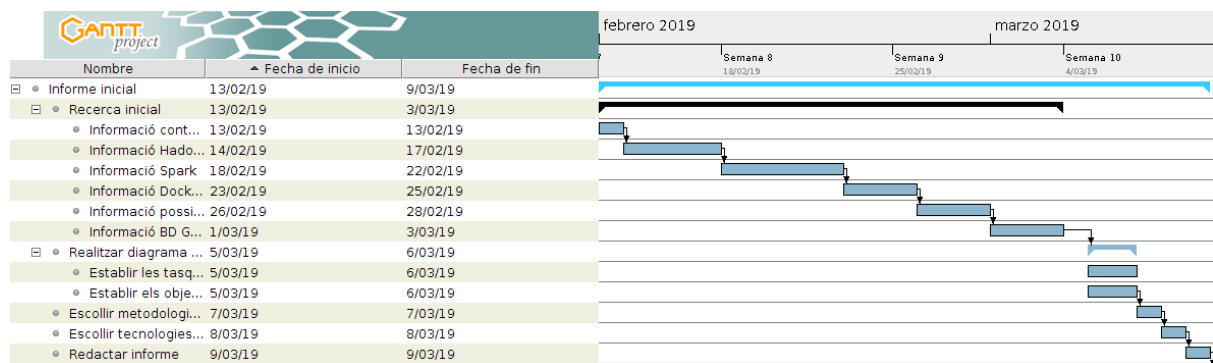 GANTT
project
febrero 2019 marzo 2019
Semana 8 Semana 9 Semana 10
18/02/19 25/02/19 4/03/19
Nombre Fecha de inicio Fecha de fin
Informe inicial 13/02/19 9/03/19
Recerca inicial 13/02/19 3/03/19
Informació cont... 13/02/19 13/02/19
Informació Hado... 14/02/19 17/02/19
Informació Spark 18/02/19 22/02/19
Informació Dock... 23/02/19 25/02/19
Informació possi... 26/02/19 28/02/19
Informació BD G... 1/03/19 3/03/19
Realitzar diagrama ... 5/03/19 6/03/19
Establir les tasq... 5/03/19 6/03/19
Establir els obje... 5/03/19 6/03/19
Escollir metodologi... 7/03/19 7/03/19
Escollir tecnologies... 8/03/19 8/03/19
Redactar informe 9/03/19 9/03/19